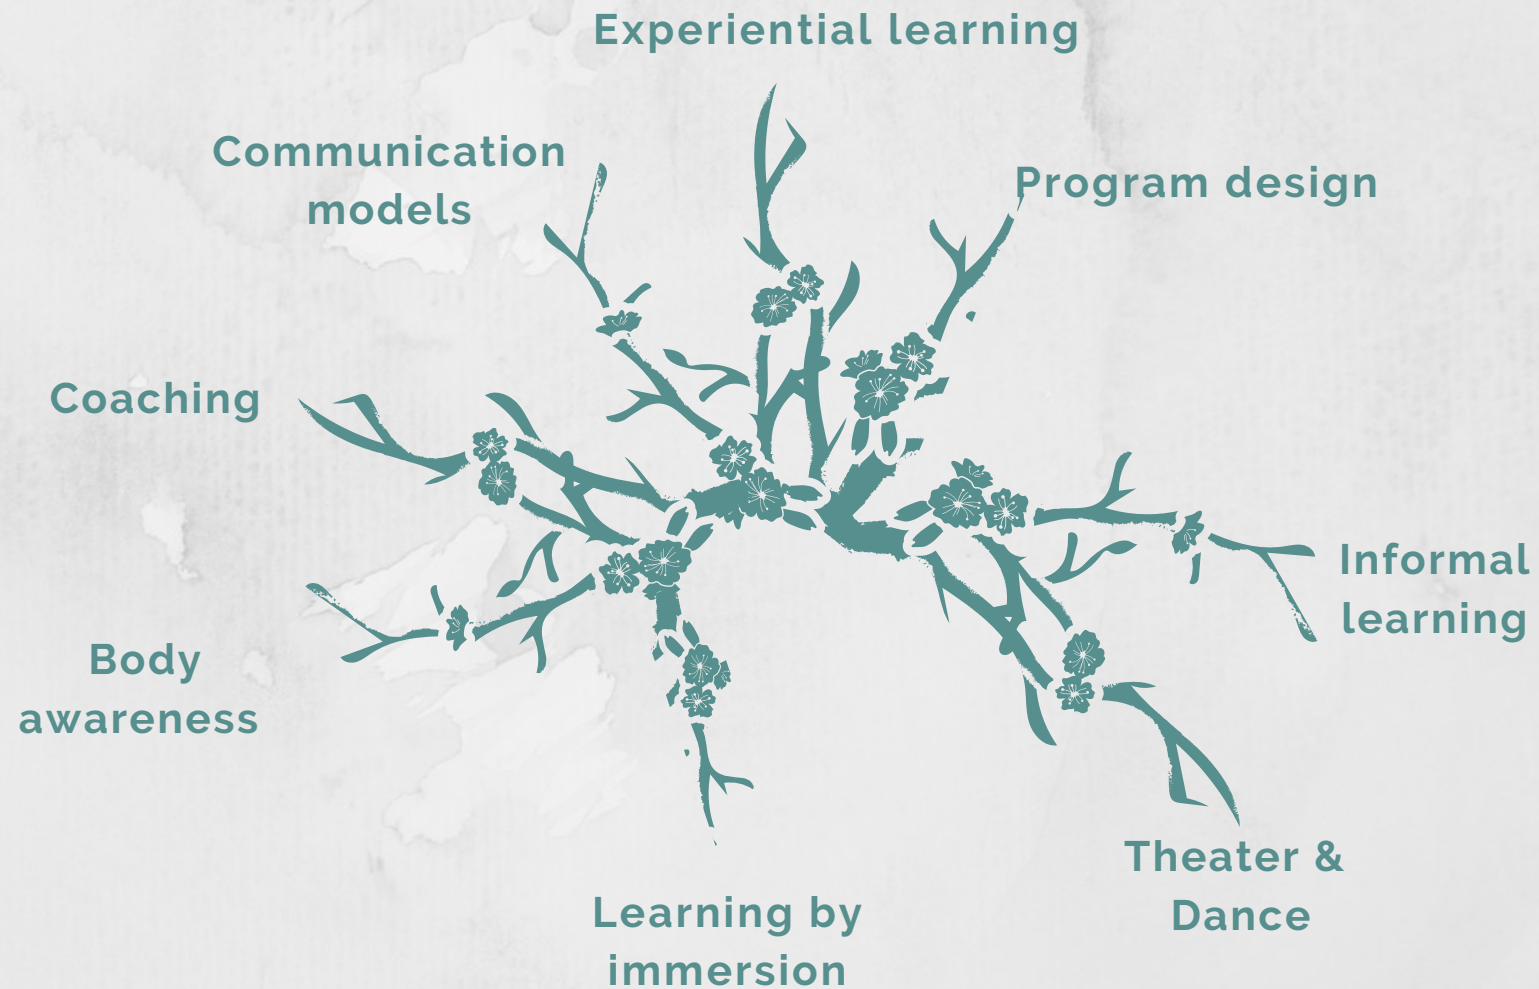 Experiential learning
Communication
models
Program design
Coaching
Informal
learning
Body
awareness
Theater &
Dance
Learning by
immersion